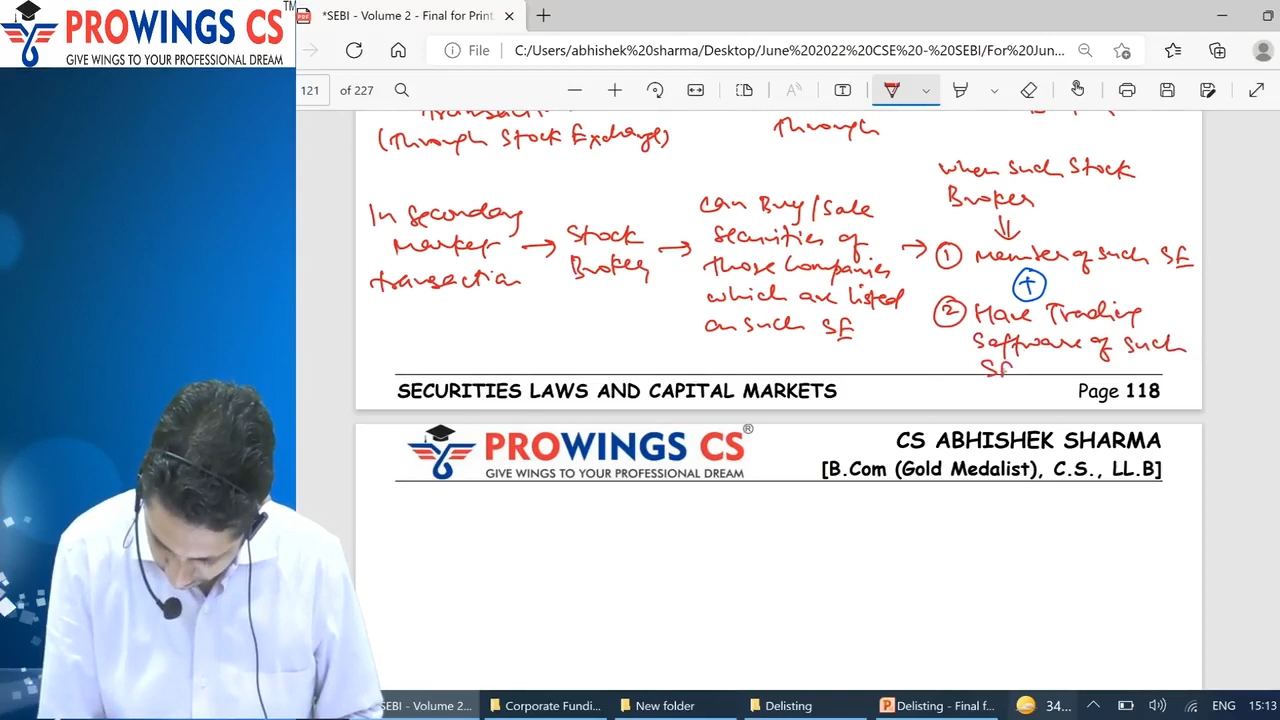 PROWINGS CS TM
GIVE WINGS TO YOUR PROFESSIONAL DREAM
*SEBI - Volume 2 - Final for Print
File C:/Users/abhishek%20sharma/Desktop/June%202022%20CSE%20-%20SEBI/For%20Jun...
121 of 227
(Through Stock Exchange)
Through
when such Stock
Broker
In Secondary
market
transaction
Stock
Broker
can Buy/Sale
securities of
those Companies
which are listed
on such SE
① member of such SE
+
② Have Trading
Software of such
SE
SECURITIES LAWS AND CAPITAL MARKETS Page 118
PROWINGS CS ®
GIVE WINGS TO YOUR PROFESSIONAL DREAM
CS ABHISHEK SHARMA
[B.Com (Gold Medalist), C.S., LL.B]
*SEBI - Volume 2... Corporate Fundi... New folder Delisting Delisting - Final f... 34... ENG 15:13